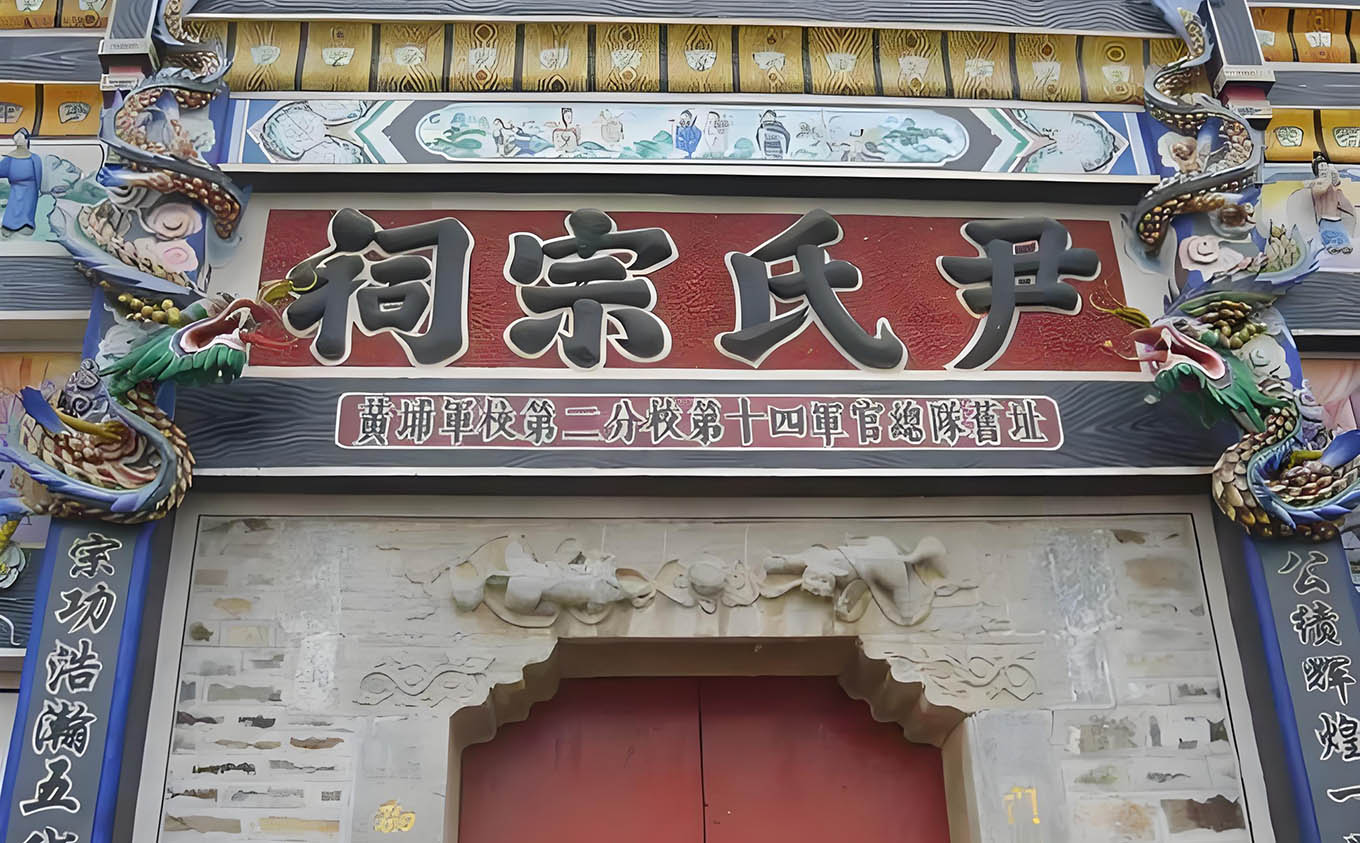 尹氏宗祠
黄埔軍校第二分校第十四軍官總隊舊址
公辉煌一
宗功浩瀚五